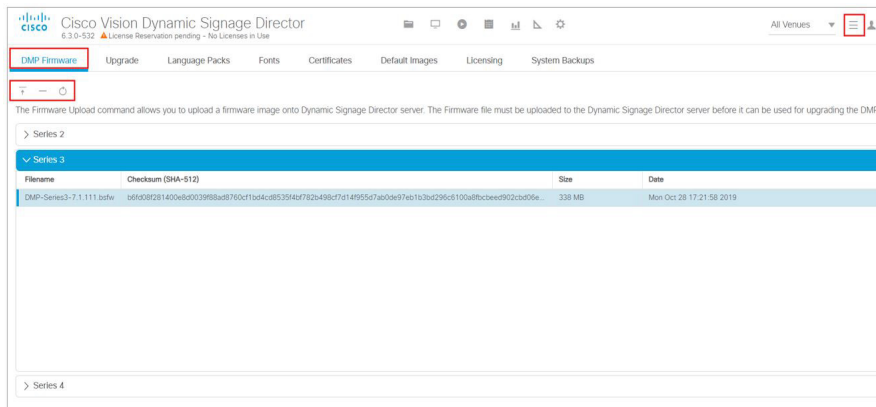 CISCO
Cisco Vision Dynamic Signage Director
6.3.0-532 License Reservation pending - No Licenses in Use
All Venues
DMP Firmware Upgrade Language Packs Fonts Certificates Default Images Licensing System Backups
The Firmware Upload command allows you to upload a firmware image onto Dynamic Signage Director server. The Firmware file must be uploaded to the Dynamic Signage Director server before it can be used for upgrading the DMP
Series 2
Series 3
Filename Checksum (SHA-512) Size Date
DMP-Series3-7.1.111.bsfw b6fd08f281400e8d0039f88ad8760cf1bd4cd8535f4bf782b498cf7d14f955d7ab0de97eb1b3bd296c6100a8fbcbeed902cbd06e... 338 MB Mon Oct 28 17:21:58 2019
Series 4